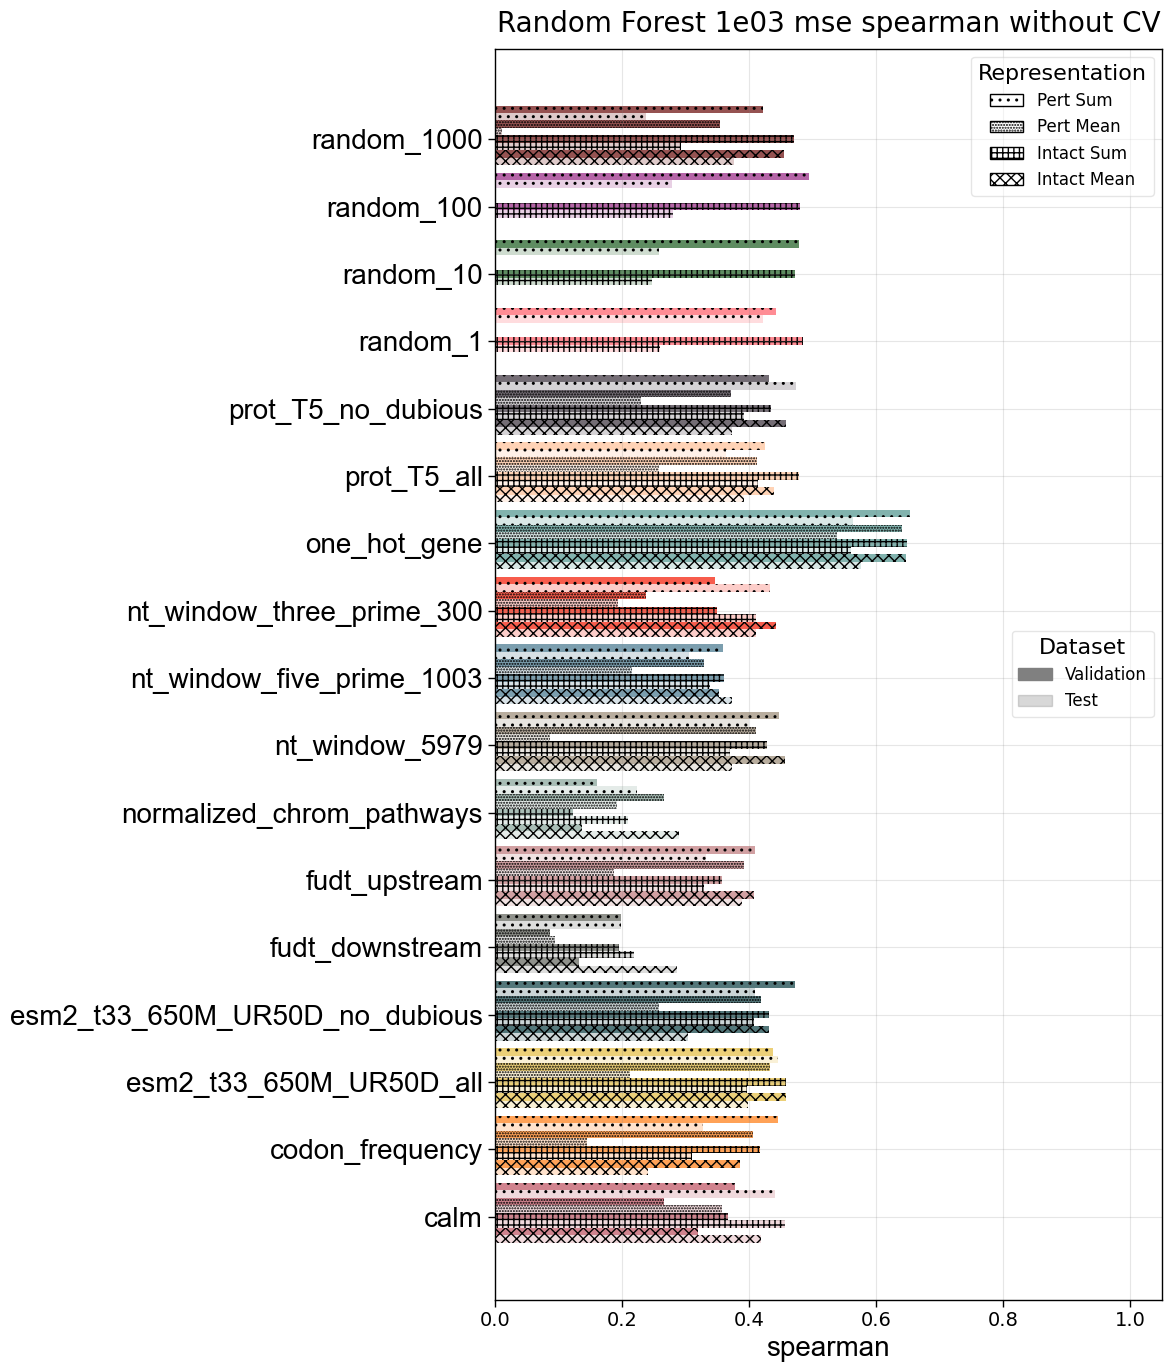 Random Forest 1e03 mse spearman without CV
Representation
Pert Sum
Pert Mean
Intact Sum
Intact Mean
random_1000
random_100
random_10
random_1
prot_T5_no_dubious
prot_T5_all
one_hot_gene
nt_window_three_prime_300
nt_window_five_prime_1003
Dataset
Validation
Test
nt_window_5979
normalized_chrom_pathways
fudt_upstream
fudt_downstream
esm2_t33_650M_UR50D_no_dubious
esm2_t33_650M_UR50D_all
codon_frequency
calm
0.0 0.2 0.4 0.6 0.8 1.0
spearman